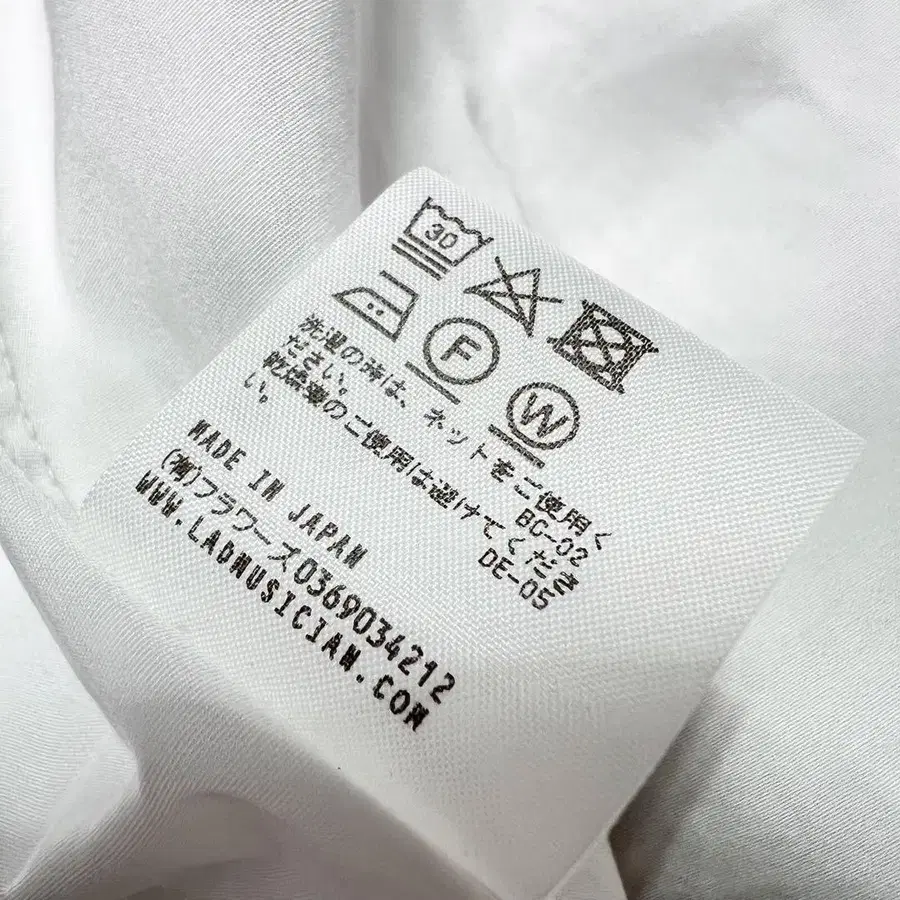 30
F
W
洗濯の時は、ネットをご使用く
ださい。
乾燥機のご使用は避けてくださ
い。
BC-02
DE-05
MADE IN JAPAN
(有)フラワーズ0369034212
WWW.LADMUSICIAN.COM